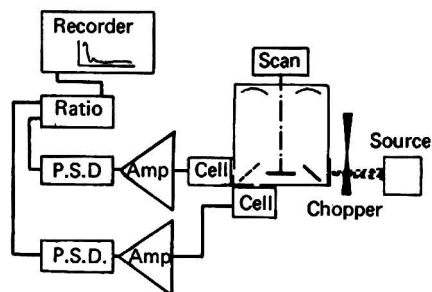 Recorder
Scan
Ratio
Source
P.S.D
Amp
Cell
Chopper
Cell
P.S.D.
Amp